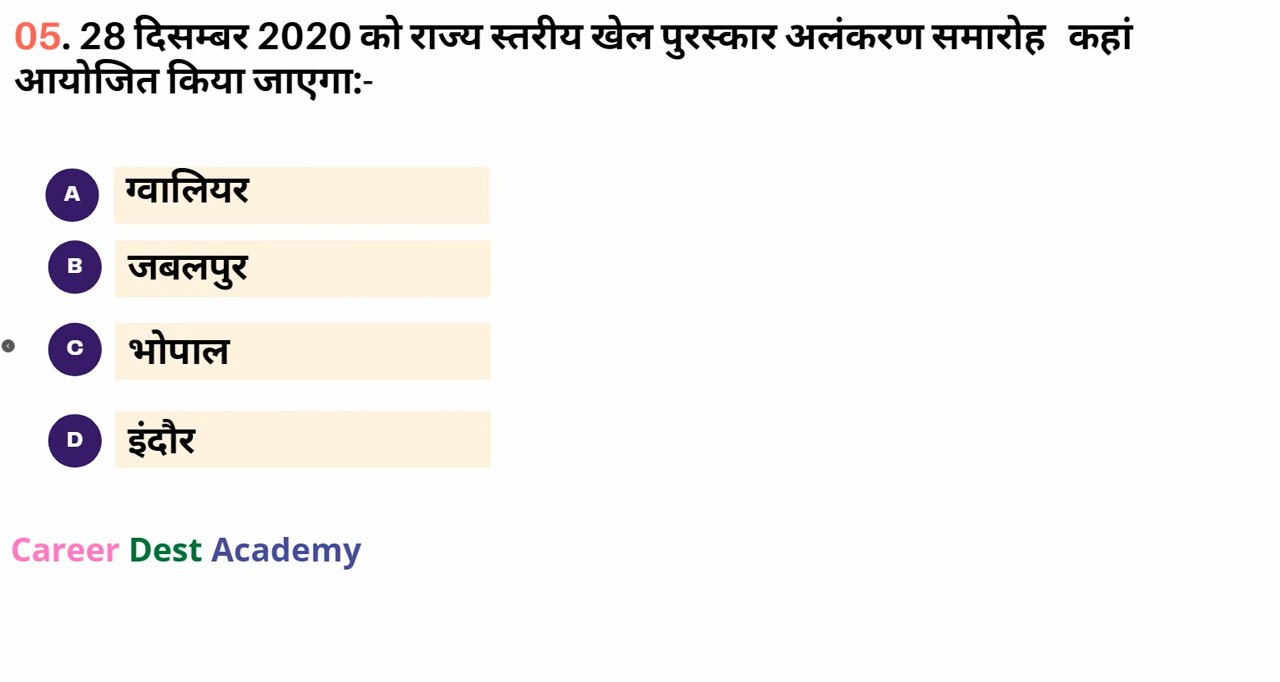 05. 28 दिसम्बर 2020 को राज्य स्तरीय खेल पुरस्कार अलंकरण समारोह कहां
आयोजित किया जाएगा:-
A ग्वालियर
B जबलपुर
C भोपाल
D इंदौर
Career Dest Academy